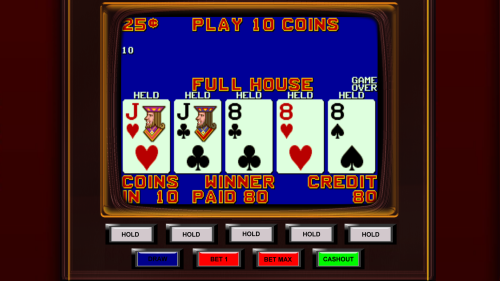 25¢ PLAY 10 COINS
10
FULL HOUSE GAME OVER
HELD HELD HELD HELD HELD
J J 8 8 8
COINS WINNER CREDIT
IN 10 PAID 80 80
HOLD HOLD HOLD HOLD HOLD
BET 1 BET MAX CASHOUT